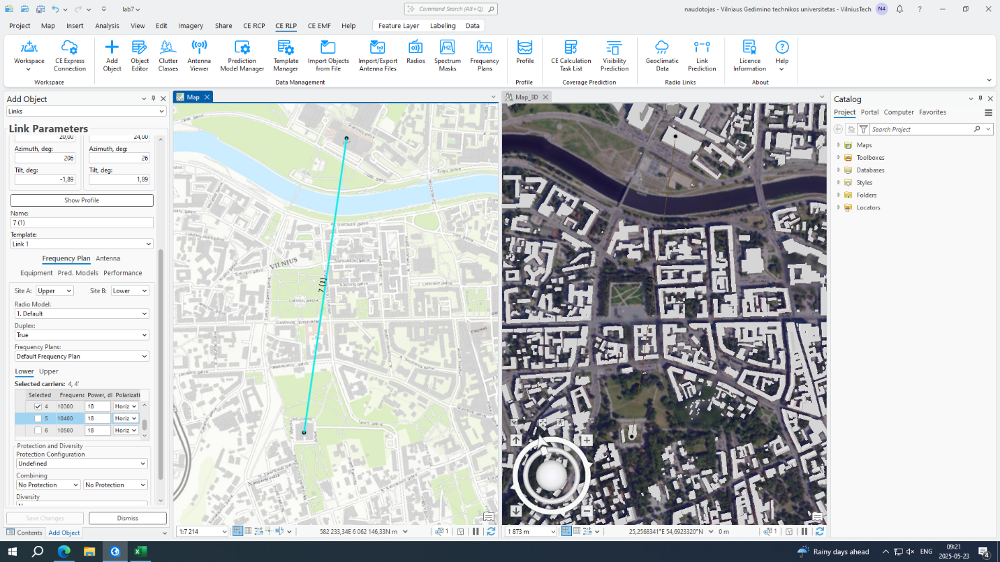 lab7
Command Search (Alt+Q)
naudotojas - Vilniaus Gedimino technikos universitetas - VilniusTech
N4
Project Map Insert Analysis View Edit Imagery Share CE RCP CE RLP CE EMF Help Feature Layer Labeling Data
Workspace
CE Express Connection
Add Object
Object Editor
Clutter Classes
Antenna Viewer
Prediction Model Manager
Template Manager
Import Objects from File
Import/Export Antenna Files
Radios
Spectrum Masks
Frequency Plans
Profile
CE Calculation Task List
Visibility Prediction
Geoclimatic Data
Link Prediction
Licence Information
Help
Workspace
Data Management
Profile
Coverage Prediction
Radio Links
About
Add Object
Links
Link Parameters
20,00 24,00
Azimuth, deg: Azimuth, deg:
206 26
Tilt, deg: Tilt, deg:
-1,89 1,89
Show Profile
Name:
7 (1)
Template:
Link 1
Frequency Plan Antenna
Equipment Pred. Models Performance
Site A: Upper Site B: Lower
Radio Model:
1. Default
Duplex:
True
Frequency Plans:
Default Frequency Plan
Lower Upper
Selected carriers: 4, 4'
Selected Frequenc Power, dl Polarizati
4 10300 18 Horiz
5 10400 18 Horiz
6 10500 18 Horiz
Protection and Diversity
Protection Configuration
Undefined
Combining
No Protection No Protection
Diversity
Save Changes Dismiss
Contents Add Object
Map
VILNIUS
7 (1)
1:7 214
582 233,34E 6 062 146,33N m
1
Map_3D
7 (1)
1 873 m
25,2568341°E 54,6923320°N
0 m
1
Catalog
Project Portal Computer Favorites
Search Project
Maps
Toolboxes
Databases
Styles
Folders
Locators
Rainy days ahead
ENG
09:21
2025-05-23
4